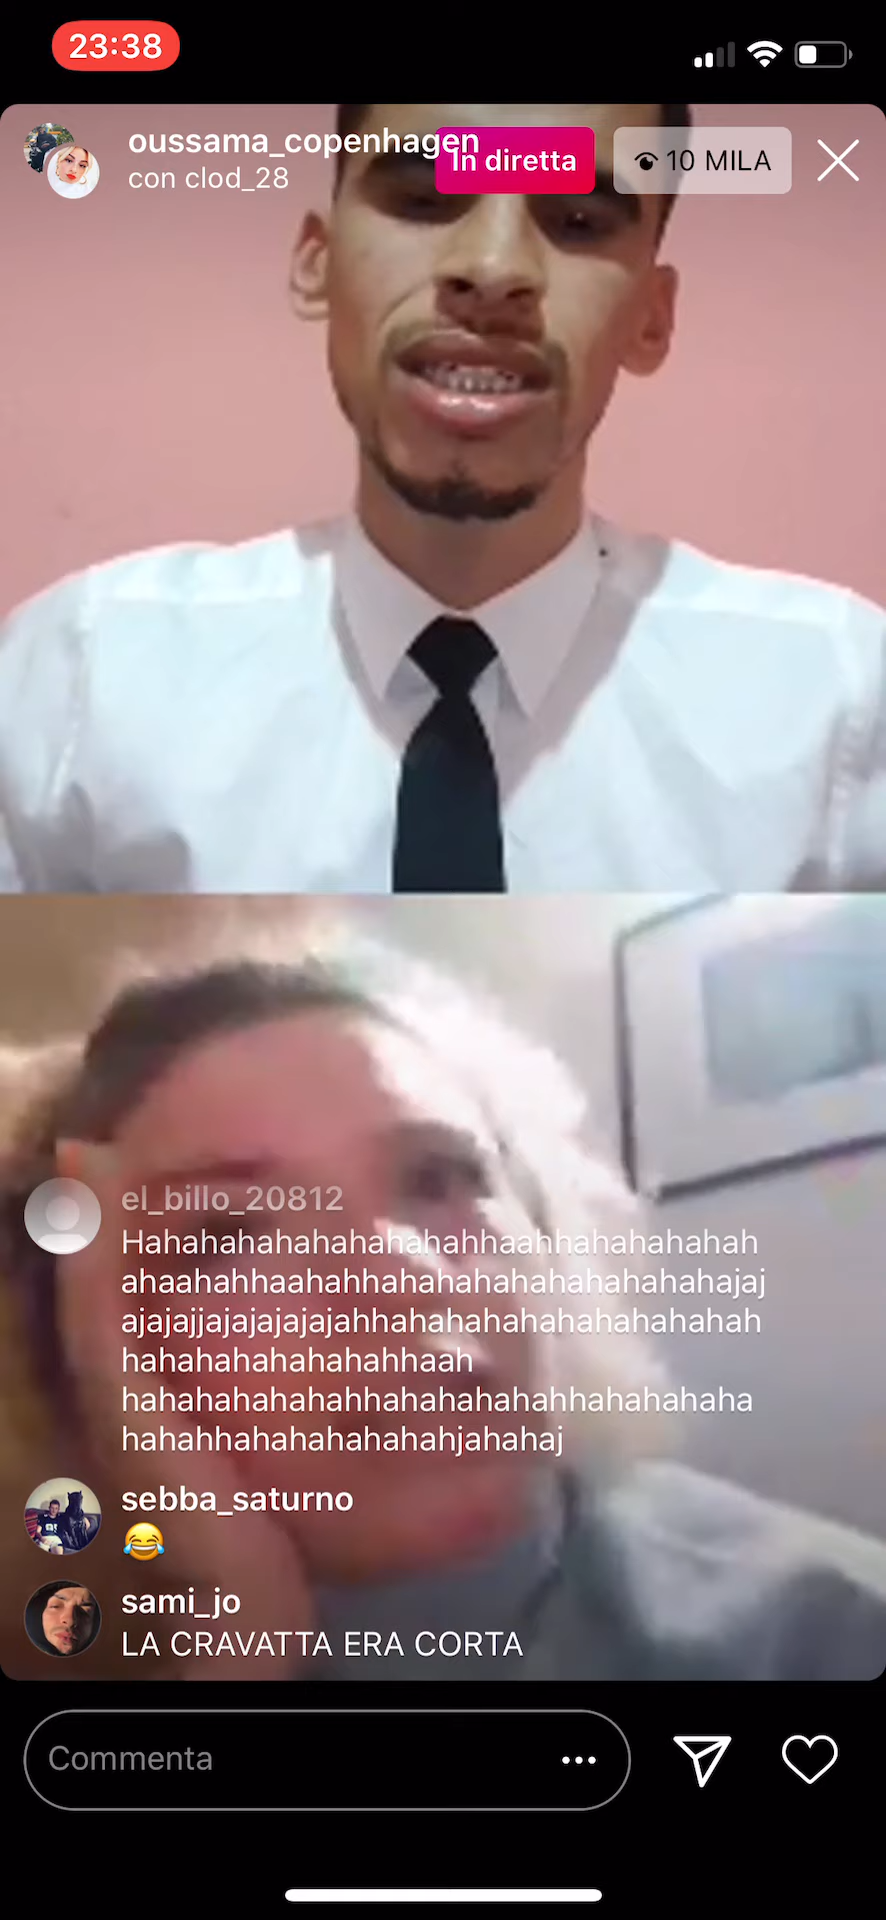 23:38
oussama_copenhagen
con clod_28
In diretta
10 MILA
el_billo_20812
Hahahahahahahahahahhaahhahahahahah
ahaahahhaahahhahahahahahahahahahajaj
ajajajjajajajajajahhahahahahahahahahahah
hahahahahahahahhaah
hahahahahahahhahahahahahhahahahaha
hahahhahahahahahahjahahaj
sebba_saturno
😂
sami_jo
LA CRAVATTA ERA CORTA
Commenta